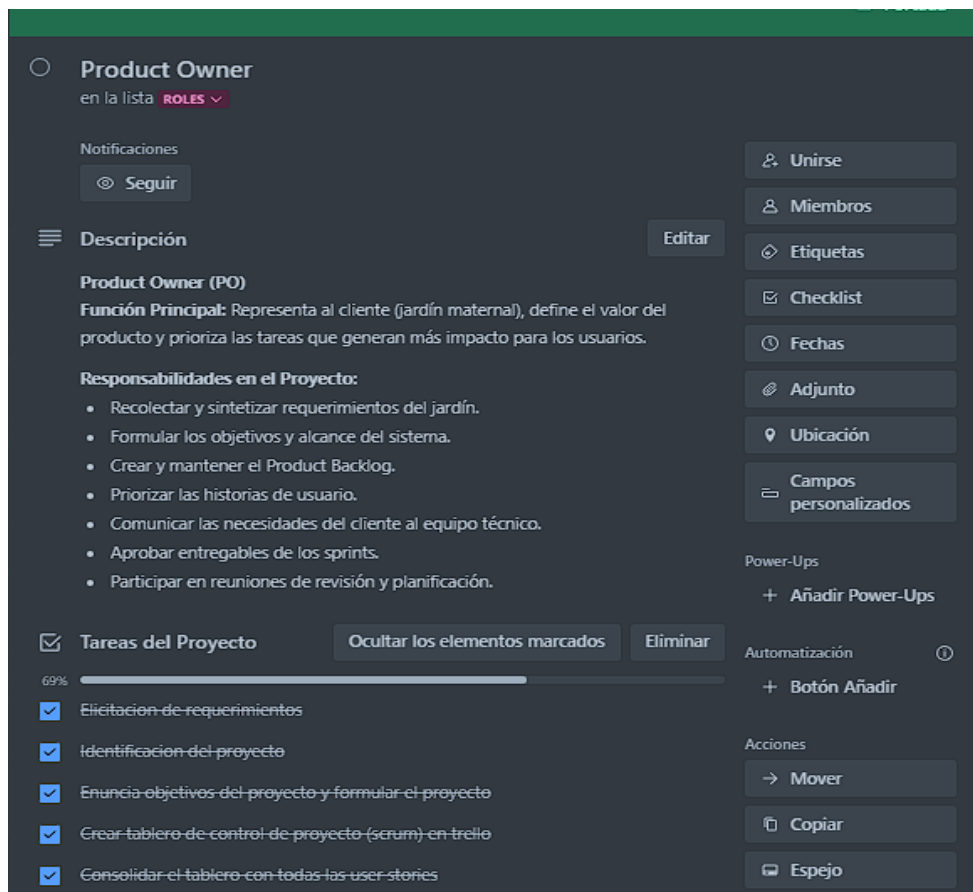 Product Owner
en la lista ROLES
Notificaciones
Seguir
Descripción
Editar
Product Owner (PO)
Función Principal: Representa al cliente (jardín maternal), define el valor del
producto y prioriza las tareas que generan más impacto para los usuarios.
Responsabilidades en el Proyecto:
• Recolectar y sintetizar requerimientos del jardín.
• Formular los objetivos y alcance del sistema.
• Crear y mantener el Product Backlog.
• Priorizar las historias de usuario.
• Comunicar las necesidades del cliente al equipo técnico.
• Aprobar entregables de los sprints.
• Participar en reuniones de revisión y planificación.
Tareas del Proyecto
Ocultar los elementos marcados
Eliminar
69%
Elicitacion de requerimientos
Identificacion del proyecto
Enuncia objetivos del proyecto y formular el proyecto
Crear tablero de control de proyecto (scrum) en trello
Consolidar el tablero con todas las user stories
Unirse
Miembros
Etiquetas
Checklist
Fechas
Adjunto
Ubicación
Campos
personalizados
Power-Ups
+ Añadir Power-Ups
Automatización
+ Botón Añadir
Acciones
→ Mover
Copiar
Espejo